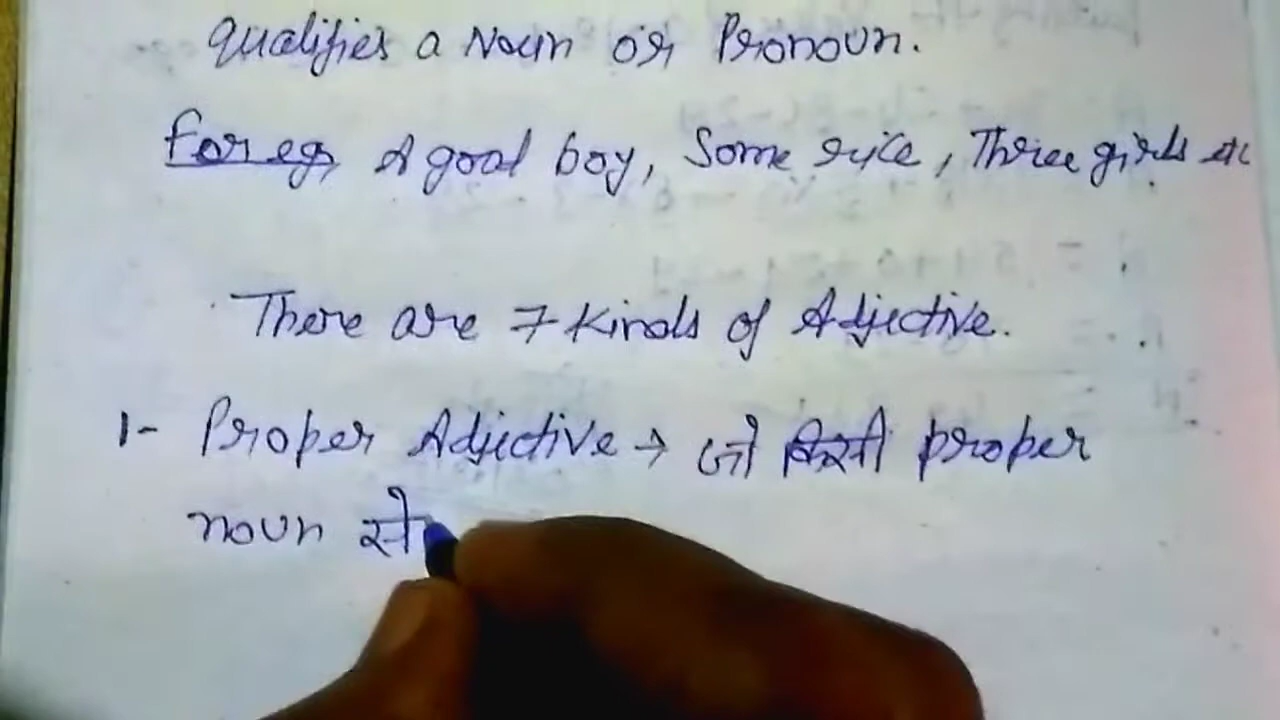 qualifies a Noun or Pronoun.
For eg, A good boy, Some rice, Three girls etc
There are 7 Kinds of Adjective.
1- Proper Adjective → जो किसी proper
noun से